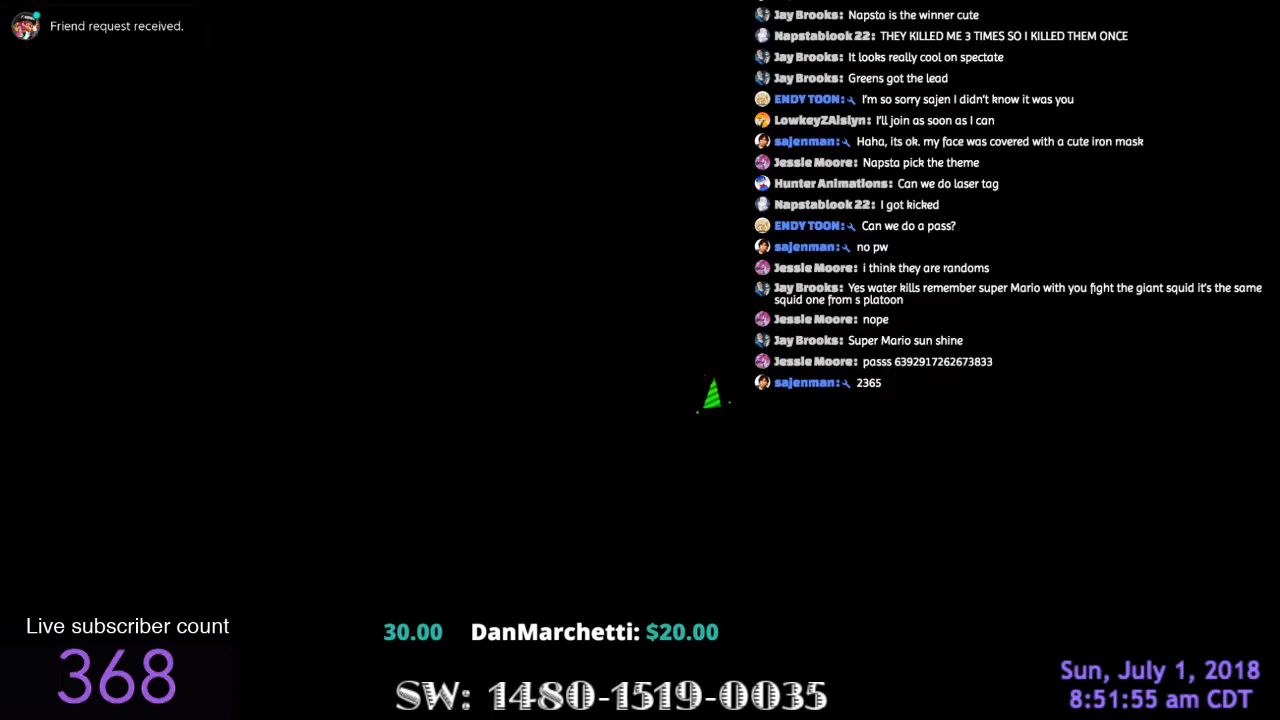 Friend request received.
Jay Brooks: Napsta is the winner cute
Napstablook 22: THEY KILLED ME 3 TIMES SO I KILLED THEM ONCE
Jay Brooks: It looks really cool on spectate
Jay Brooks: Greens got the lead
ENDY TOON: I'm so sorry sajen I didn't know it was you
LowkeyZAislyn: I'll join as soon as I can
sajenman: Haha, its ok. my face was covered with a cute iron mask
Jessie Moore: Napsta pick the theme
Hunter Animations: Can we do laser tag
Napstablook 22: I got kicked
ENDY TOON: Can we do a pass?
sajenman: no pw
Jessie Moore: i think they are randoms
Jay Brooks: Yes water kills remember super Mario with you fight the giant squid it's the same
squid one from s platoon
Jessie Moore: nope
Jay Brooks: Super Mario sun shine
Jessie Moore: passs 6392917262673833
sajenman: 2365
Live subscriber count
368
30.00 DanMarchetti: $20.00
SW: 1480-1519-0035
Sun, July 1, 2018
8:51:55 am CDT